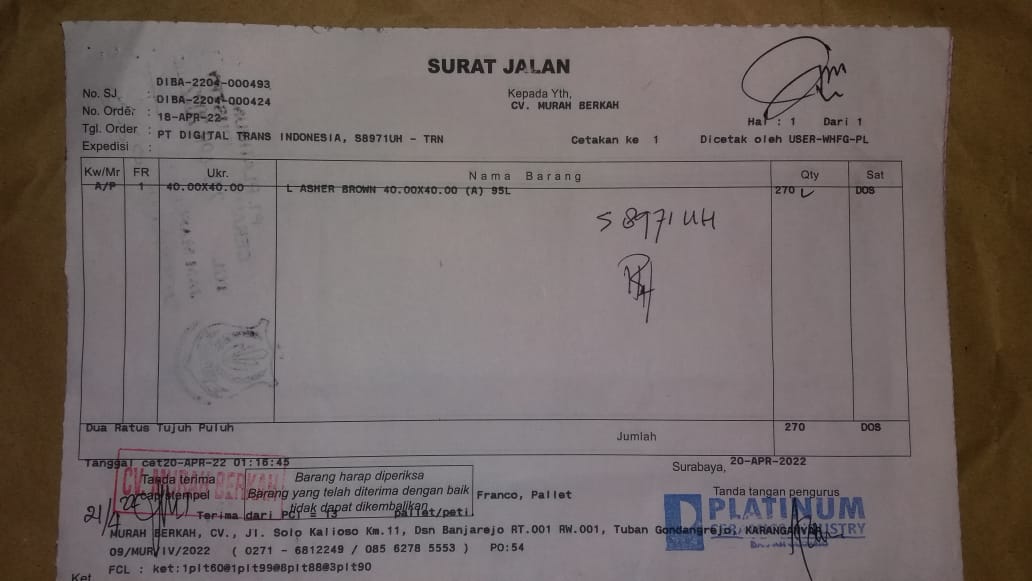 SURAT JALAN
No. SJ : DIBA-2204-000493
No. Order : DIBA-2204-000424
Tgl. Order : 18-APR-22
Expedisi : PT DIGITAL TRANS INDONESIA, S8971UH - TRN
Kepada Yth,
CV. MURAH BERKAH
Hal : 1 Dari 1
Cetakan ke 1 Dicetak oleh USER-WHFG-PL
Kw/Mr FR Ukr. Nama Barang Qty Sat
A/P 1 40.00X40.00 L ASHER BROWN 40.00X40.00 (A) 95L 270 DOS
S 8971 UH
Dua Ratus Tujuh Puluh Jumlah 270 DOS
Tanggal cet20-APR-22 01:16:45
Surabaya, 20-APR-2022
CV. MURAH BERKAH
Tanda terima
cap/stempel
Barang harap diperiksa
Barang yang telah diterima dengan baik
tidak dapat dikembalikan
Franco, Pallet
Tanda tangan pengurus
PLATINUM
21/4 22
Terima dari PCI = 13 pallet/peti.
MURAH BERKAH, CV., Jl. Solo Kalioso Km.11, Dsn Banjarejo RT.001 RW.001, Tuban Gondangrejo, KARANGANYAR
09/MUR/IV/2022 ( 0271 - 6812249 / 085 6278 5553 ) PO:54
FCL : ket:1plt60@1plt99@8plt88@3plt90
Ket